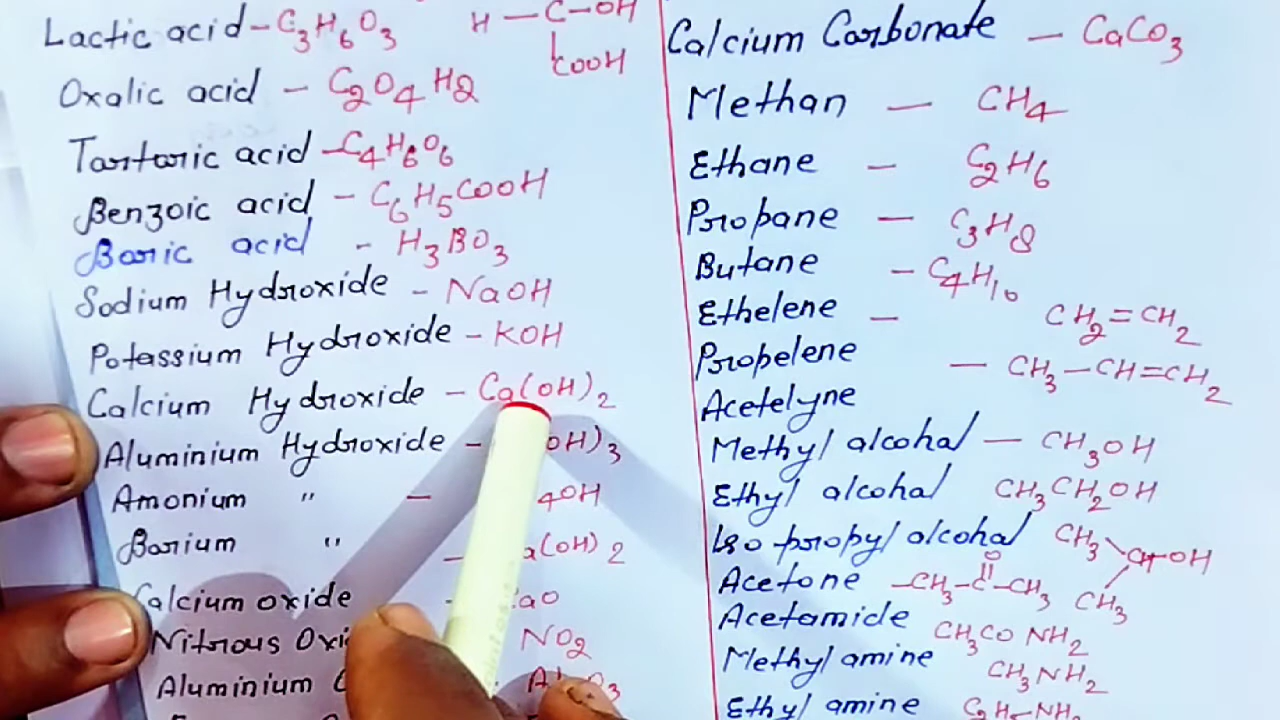 Lactic acid - C3H6O3
H - C - OH
COOH
Oxalic acid - C2O4H2
Tartaric acid - C4H6O6
Benzoic acid - C6H5COOH
Boric acid - H3BO3
Sodium Hydroxide - NaOH
Potassium Hydroxide - KOH
Calcium Hydroxide - Ca(OH)2
Aluminium Hydroxide - OH)3
Amonium " - 4OH
Barium " - a(OH)2
Calcium oxide - ao
Nitrous Oxi NO2
Aluminium
Calcium Carbonate - CaCO3
Methan - CH4
Ethane - C2H6
Propane - C3H8
Butane - C4H10
Ethelene - CH2=CH2
Propelene - CH3-CH=CH2
Acetelyne
Methyl alcohal - CH3OH
Ethyl alcohal CH3CH2OH
Iso propyl alcohal CH3 CH-OH
CH3
Acetone -CH3-C-CH3
O
Acetamide CH3CONH2
Methyl amine CH3NH2
Ethyl amine C2H5NH2